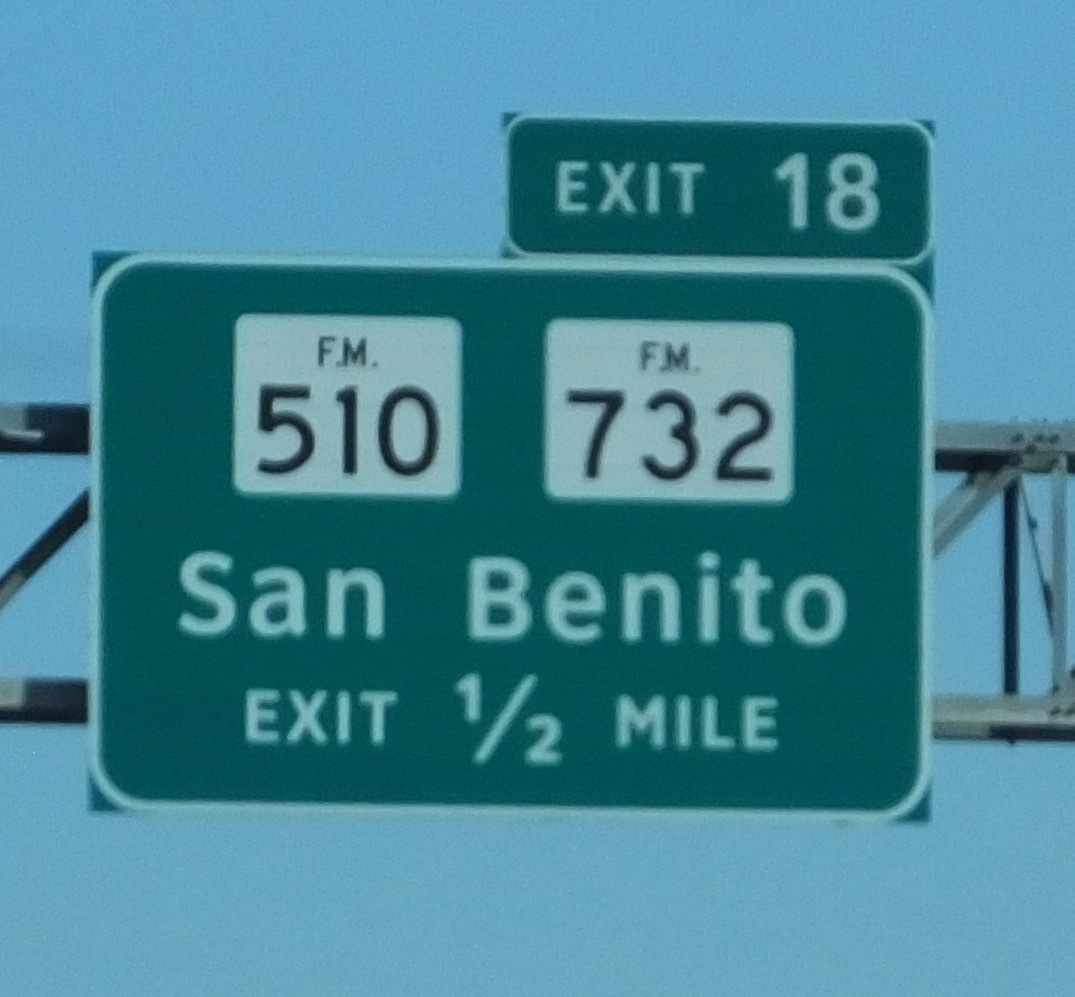 EXIT 18
F.M. F.M.
510 732
San Benito
EXIT 1/2 MILE